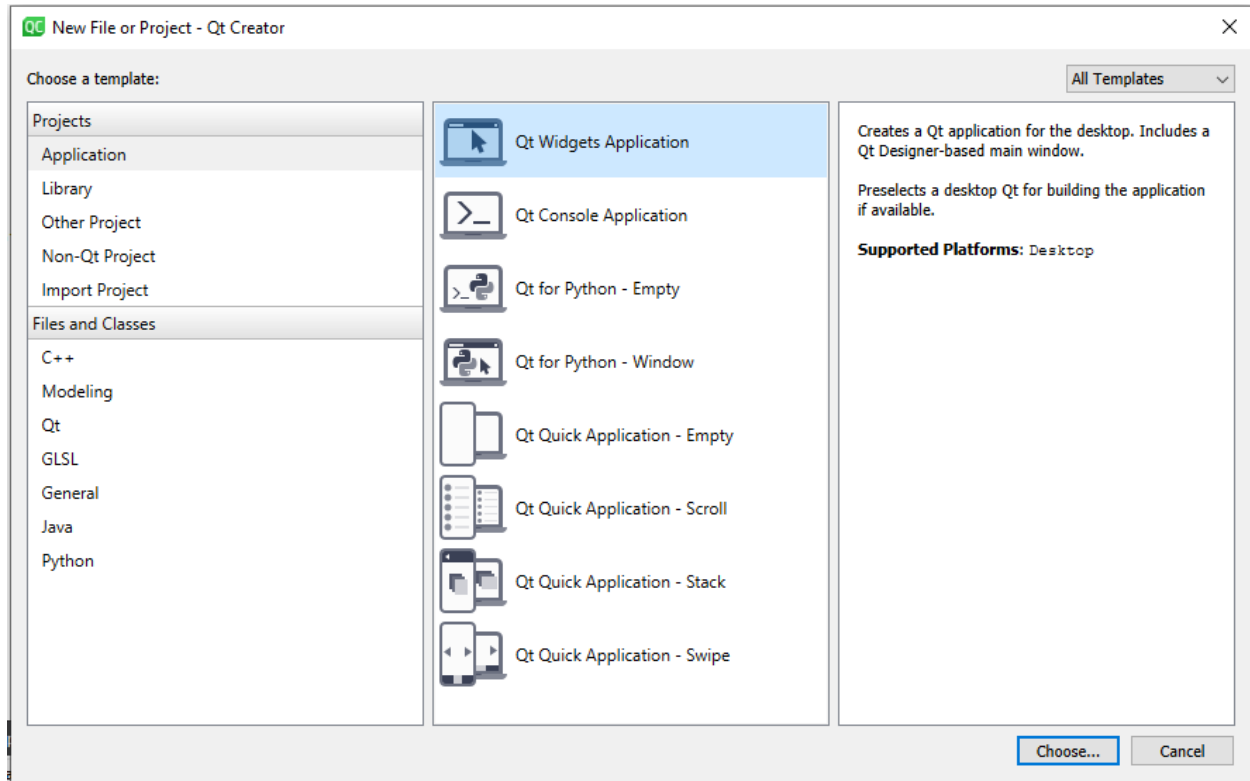 QC New File or Project - Qt Creator
Choose a template:
All Templates
Projects
Application
Library
Other Project
Non-Qt Project
Import Project
Files and Classes
C++
Modeling
Qt
GLSL
General
Java
Python
Qt Widgets Application
Qt Console Application
Qt for Python - Empty
Qt for Python - Window
Qt Quick Application - Empty
Qt Quick Application - Scroll
Qt Quick Application - Stack
Qt Quick Application - Swipe
Creates a Qt application for the desktop. Includes a
Qt Designer-based main window.
Preselects a desktop Qt for building the application
if available.
Supported Platforms: Desktop
Choose...
Cancel